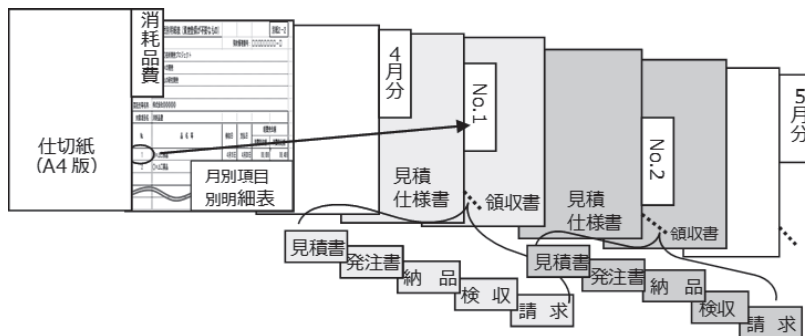 消耗品費
仕切紙
(A4版)
月別項目
別明細表
4月分
No.1
見積
仕様書
領収書
No.2
見積
仕様書
領収書
5月分
見積書
発注書
納 品
検 収
請 求
見積書
発注書
納 品
検収
請 求